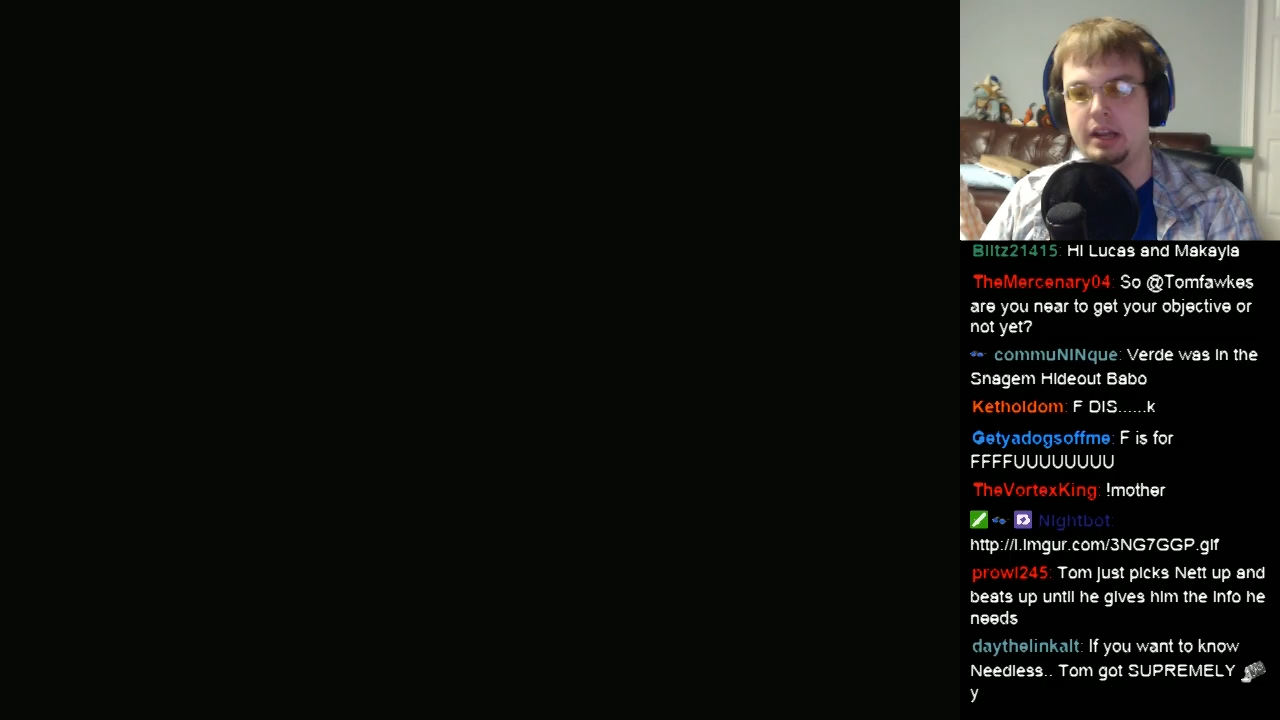 Blitz21415: Hi Lucas and Makayla
TheMercenary04: So @Tomfawkes
are you near to get your objective or
not yet?
commuNINque: Verde was in the
Snagem Hideout Babo
Ketholdom: F DIS......k
Getyadogsoffme: F is for
FFFFUUUUUUUU
TheVortexKing: !mother
Nightbot:
http://i.imgur.com/3NG7GGP.gif
prowl245: Tom just picks Nett up and
beats up until he gives him the info he
needs
daythelinkalt: If you want to know
Needless.. Tom got SUPREMELY
y